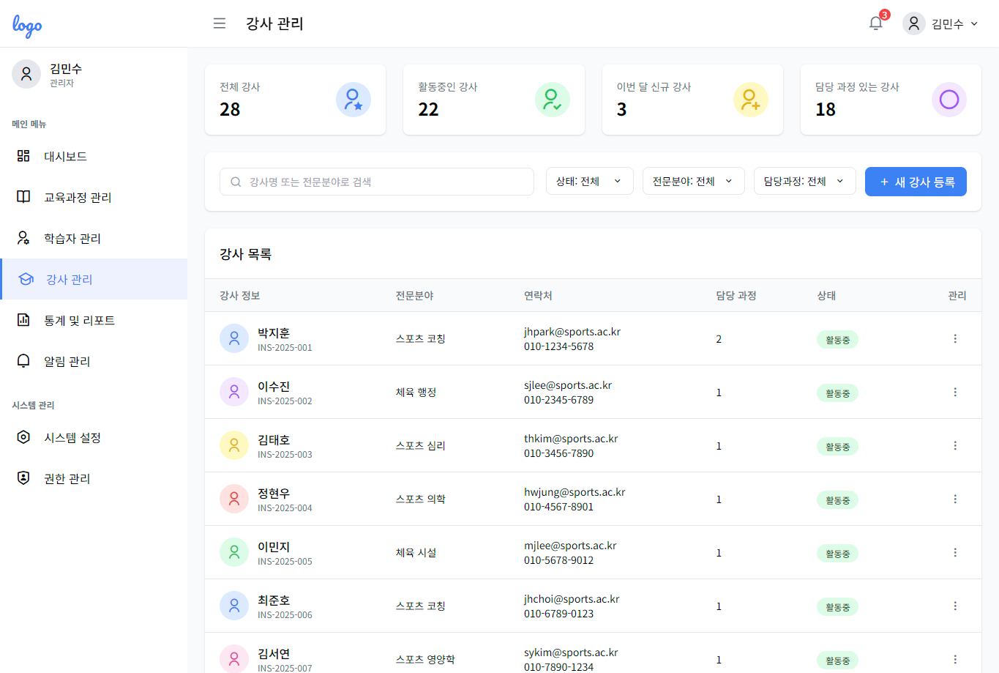 logo
강사 관리
3
김민수
김민수
관리자
메인 메뉴
대시보드
교육과정 관리
학습자 관리
강사 관리
통계 및 리포트
알림 관리
시스템 관리
시스템 설정
권한 관리
전체 강사
28
활동중인 강사
22
이번 달 신규 강사
3
담당 과정 있는 강사
18
강사명 또는 전문분야로 검색
상태: 전체
전문분야: 전체
담당과정: 전체
+ 새 강사 등록
강사 목록
강사 정보 전문분야 연락처 담당 과정 상태 관리
박지훈
INS-2025-001
스포츠 코칭
jhpark@sports.ac.kr
010-1234-5678
2
활동중
이수진
INS-2025-002
체육 행정
sjlee@sports.ac.kr
010-2345-6789
1
활동중
김태호
INS-2025-003
스포츠 심리
thkim@sports.ac.kr
010-3456-7890
1
활동중
정현우
INS-2025-004
스포츠 의학
hwjung@sports.ac.kr
010-4567-8901
1
활동중
이민지
INS-2025-005
체육 시설
mjlee@sports.ac.kr
010-5678-9012
1
활동중
최준호
INS-2025-006
스포츠 코칭
jhchoi@sports.ac.kr
010-6789-0123
1
활동중
김서연
INS-2025-007
스포츠 영양학
sykim@sports.ac.kr
010-7890-1234
1
활동중